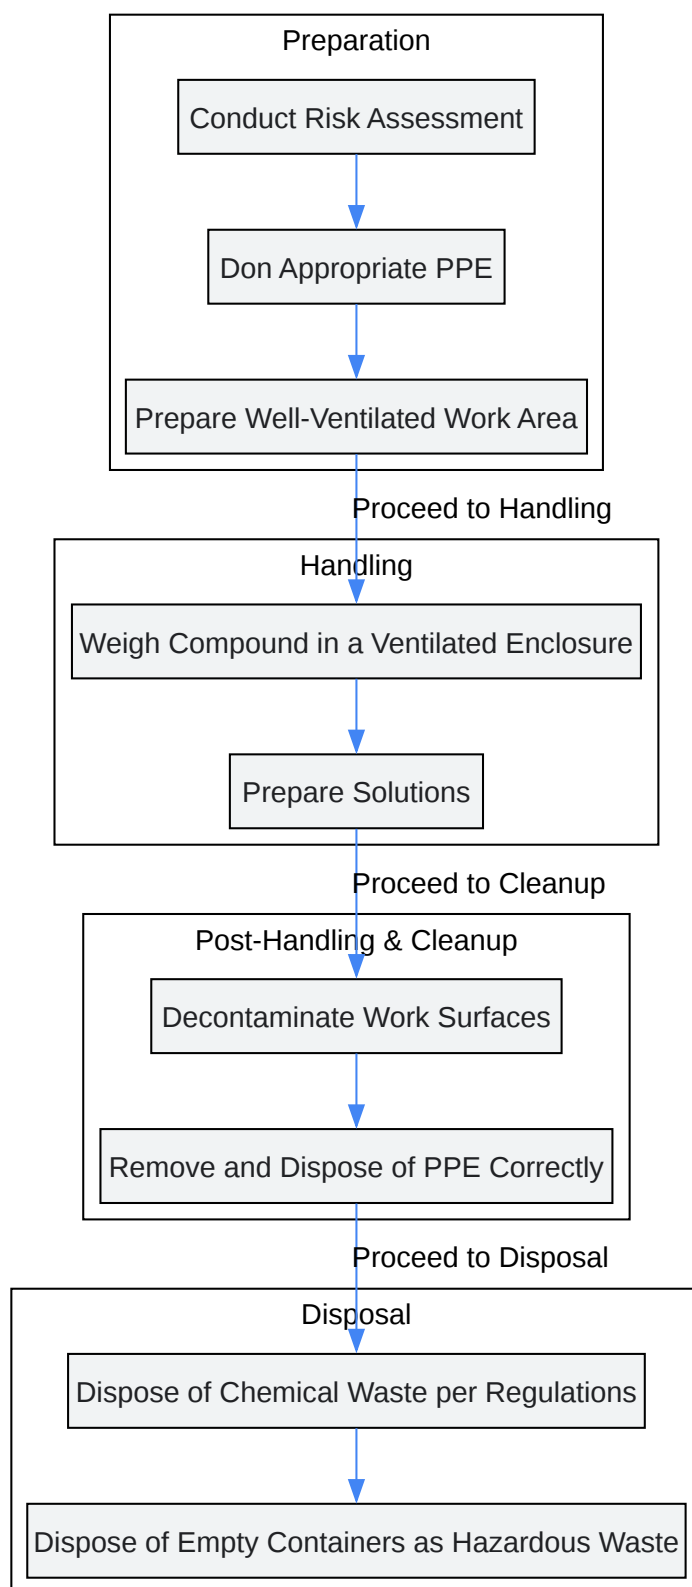 Preparation
Conduct Risk Assessment
Don Appropriate PPE
Prepare Well-Ventilated Work Area
Proceed to Handling
Handling
Weigh Compound in a Ventilated Enclosure
Prepare Solutions
Proceed to Cleanup
Post-Handling & Cleanup
Decontaminate Work Surfaces
Remove and Dispose of PPE Correctly
Proceed to Disposal
Disposal
Dispose of Chemical Waste per Regulations
Dispose of Empty Containers as Hazardous Waste